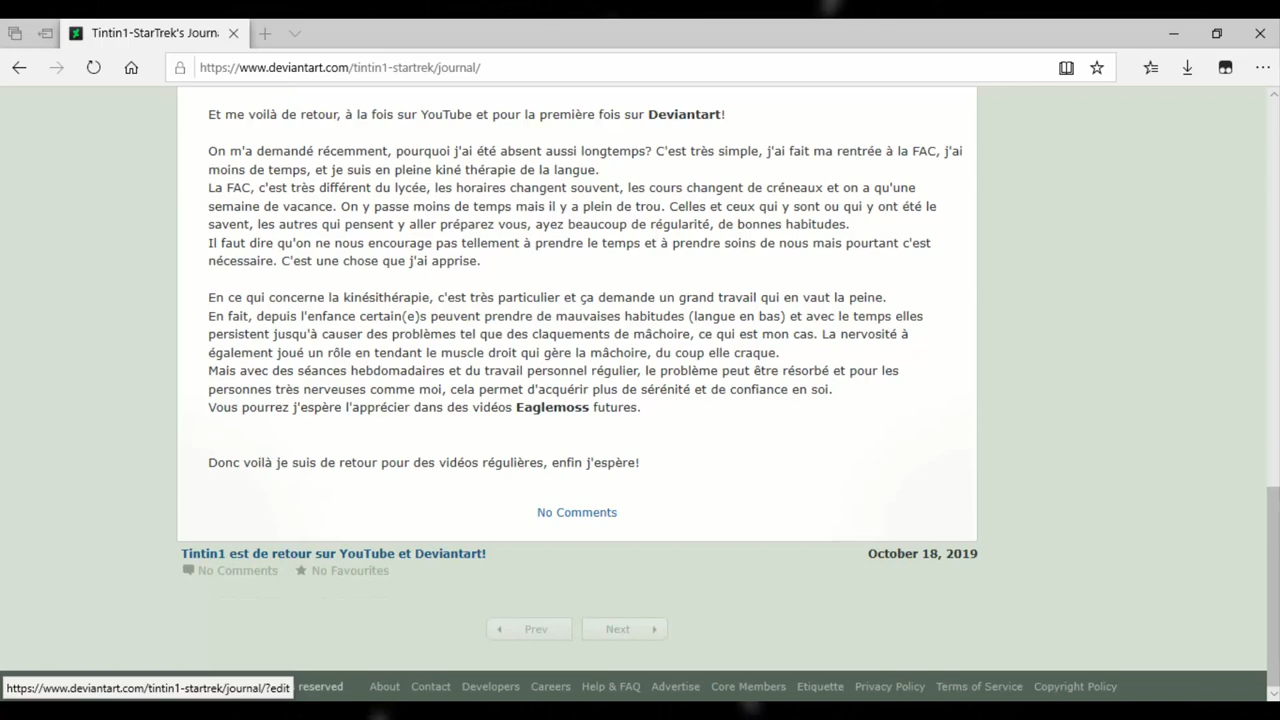 Tintin1-StarTrek's Journ
https://www.deviantart.com/tintin1-startrek/journal/
Et me voilà de retour, à la fois sur YouTube et pour la première fois sur Deviantart!
On m'a demandé récemment, pourquoi j'ai été absent aussi longtemps? C'est très simple, j'ai fait ma rentrée à la FAC, j'ai
moins de temps, et je suis en pleine kiné thérapie de la langue.
La FAC, c'est très différent du lycée, les horaires changent souvent, les cours changent de créneaux et on a qu'une
semaine de vacance. On y passe moins de temps mais il y a plein de trou. Celles et ceux qui y sont ou qui y ont été le
savent, les autres qui pensent y aller préparez vous, ayez beaucoup de régularité, de bonnes habitudes.
Il faut dire qu'on ne nous encourage pas tellement à prendre le temps et à prendre soins de nous mais pourtant c'est
nécessaire. C'est une chose que j'ai apprise.
En ce qui concerne la kinésithérapie, c'est très particulier et ça demande un grand travail qui en vaut la peine.
En fait, depuis l'enfance certain(e)s peuvent prendre de mauvaises habitudes (langue en bas) et avec le temps elles
persistent jusqu'à causer des problèmes tel que des claquements de mâchoire, ce qui est mon cas. La nervosité à
également joué un rôle en tendant le muscle droit qui gère la mâchoire, du coup elle craque.
Mais avec des séances hebdomadaires et du travail personnel régulier, le problème peut être résorbé et pour les
personnes très nerveuses comme moi, cela permet d'acquérir plus de sérénité et de confiance en soi.
Vous pourrez j'espère l'apprécier dans des vidéos Eaglemoss futures.
Donc voilà je suis de retour pour des vidéos régulières, enfin j'espère!
No Comments
Tintin1 est de retour sur YouTube et Deviantart! October 18, 2019
No Comments No Favourites
Prev Next
https://www.deviantart.com/tintin1-startrek/journal/?edit reserved About Contact Developers Careers Help & FAQ Advertise Core Members Etiquette Privacy Policy Terms of Service Copyright Policy